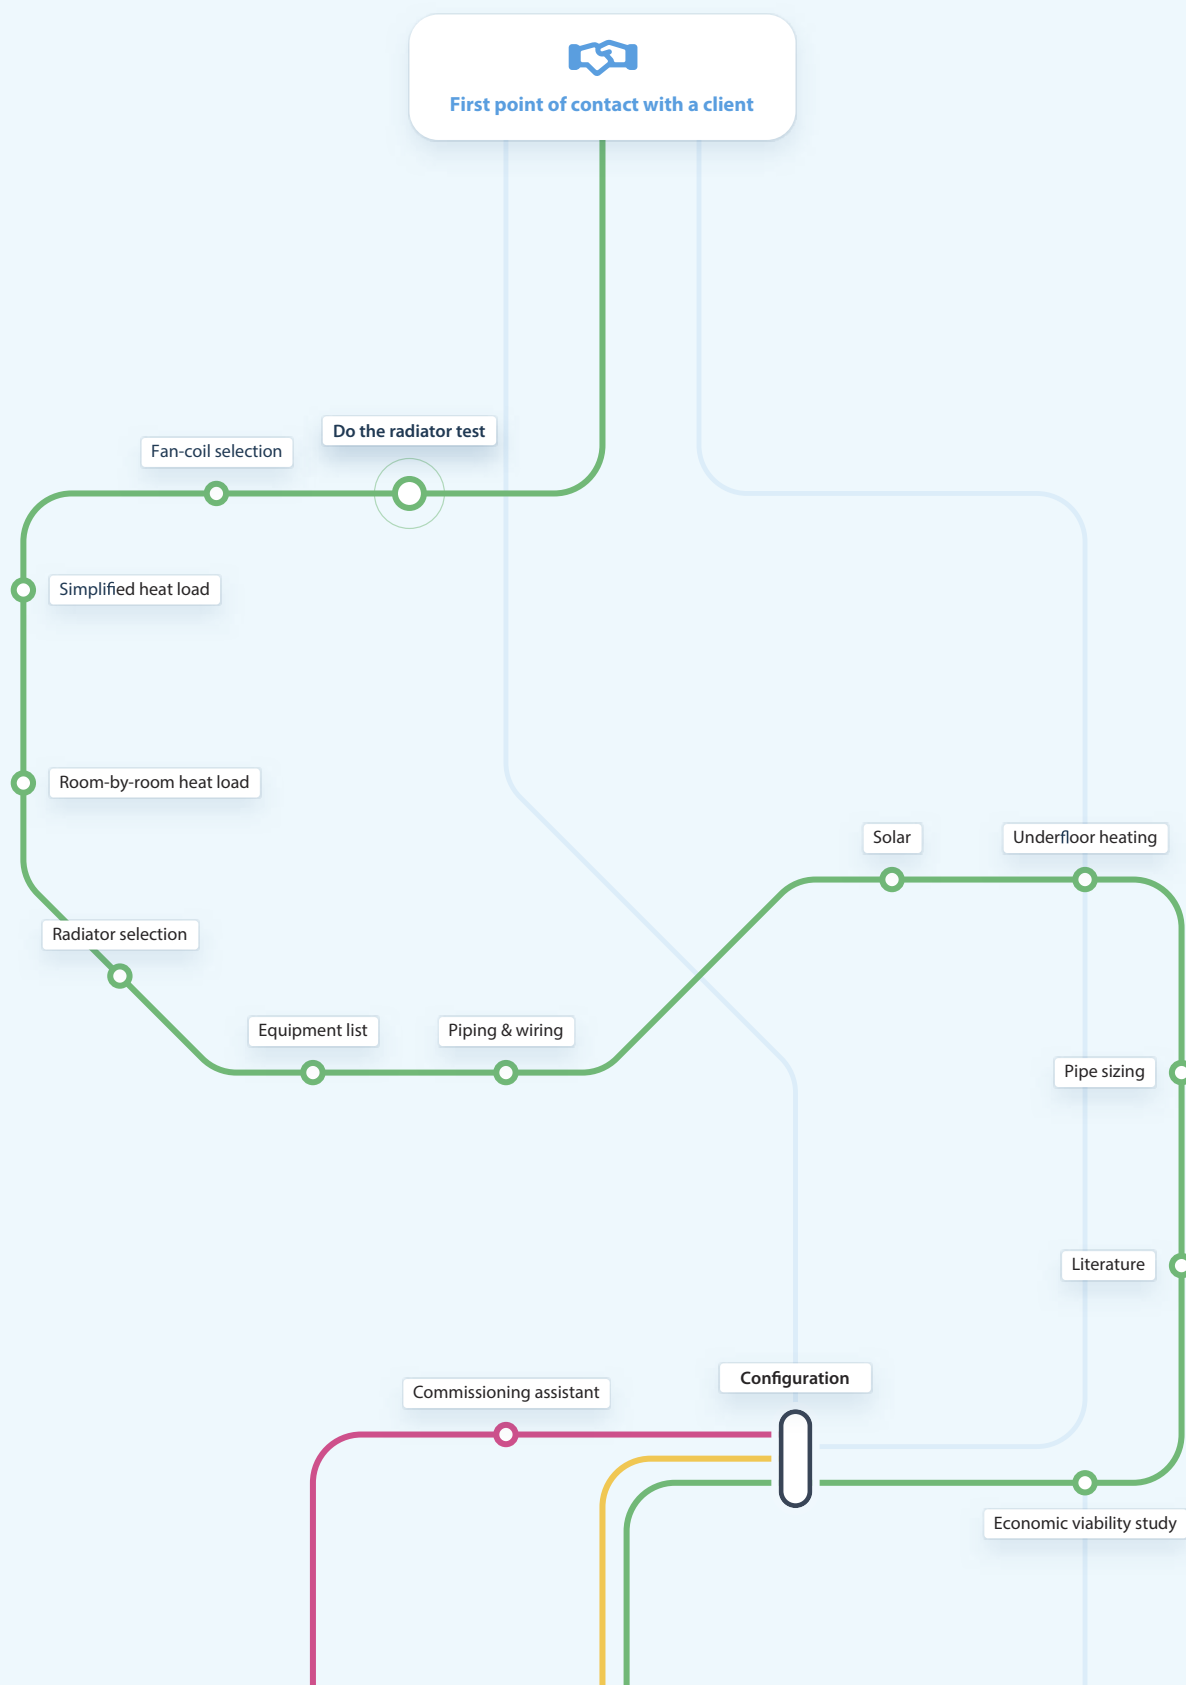 First point of contact with a client
Do the radiator test
Fan-coil selection
Simplified heat load
Room-by-room heat load
Solar
Underfloor heating
Radiator selection
Equipment list
Piping & wiring
Pipe sizing
Literature
Configuration
Commissioning assistant
Economic viability study